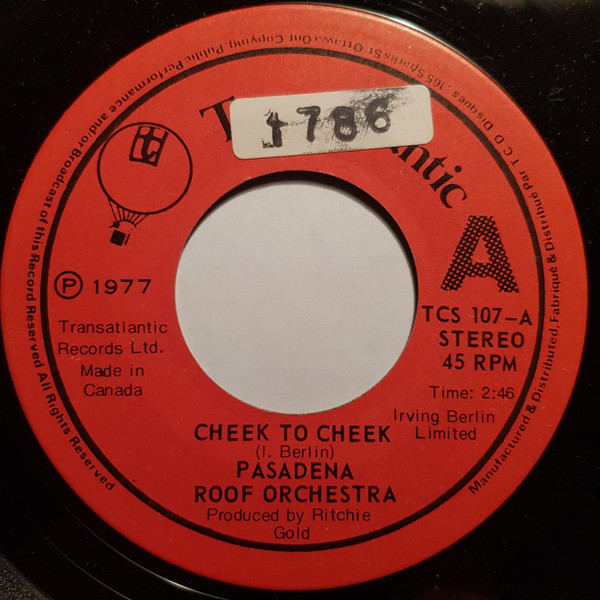 1786
A
℗ 1977
TCS 107-A
STEREO
45 RPM
Transatlantic
Records Ltd.
Made in
Canada
Time: 2:46
Irving Berlin
Limited
CHEEK TO CHEEK
(I. Berlin)
PASADENA
ROOF ORCHESTRA
Produced by Ritchie
Gold
Manufactured & Distributed, Fabriqué & Distribué Par T C D Disques, 165 Sparks St. Ottawa Ont Copying, Public Performance and/or Broadcast of this Record Reserved All Rights Reserved